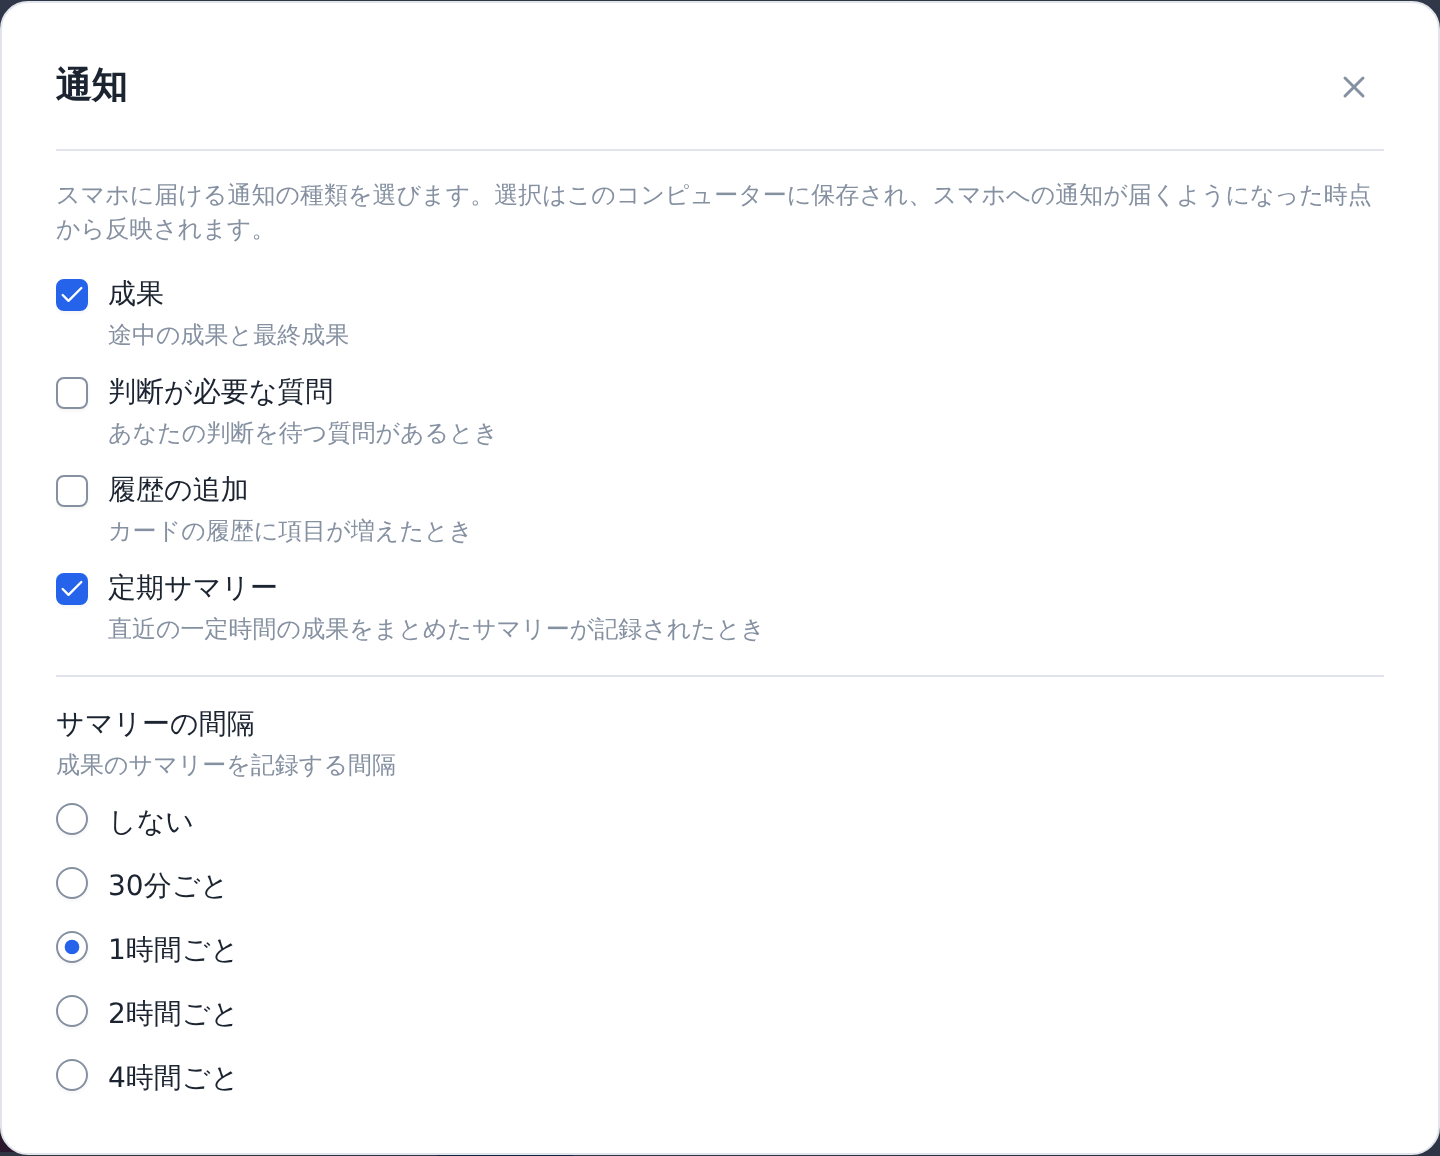 通知
スマホに届ける通知の種類を選びます。選択はこのコンピューターに保存され、スマホへの通知が届くようになった時点
から反映されます。
成果
途中の成果と最終成果
判断が必要な質問
あなたの判断を待つ質問があるとき
履歴の追加
カードの履歴に項目が増えたとき
定期サマリー
直近の一定時間の成果をまとめたサマリーが記録されたとき
サマリーの間隔
成果のサマリーを記録する間隔
しない
30分ごと
1時間ごと
2時間ごと
4時間ごと